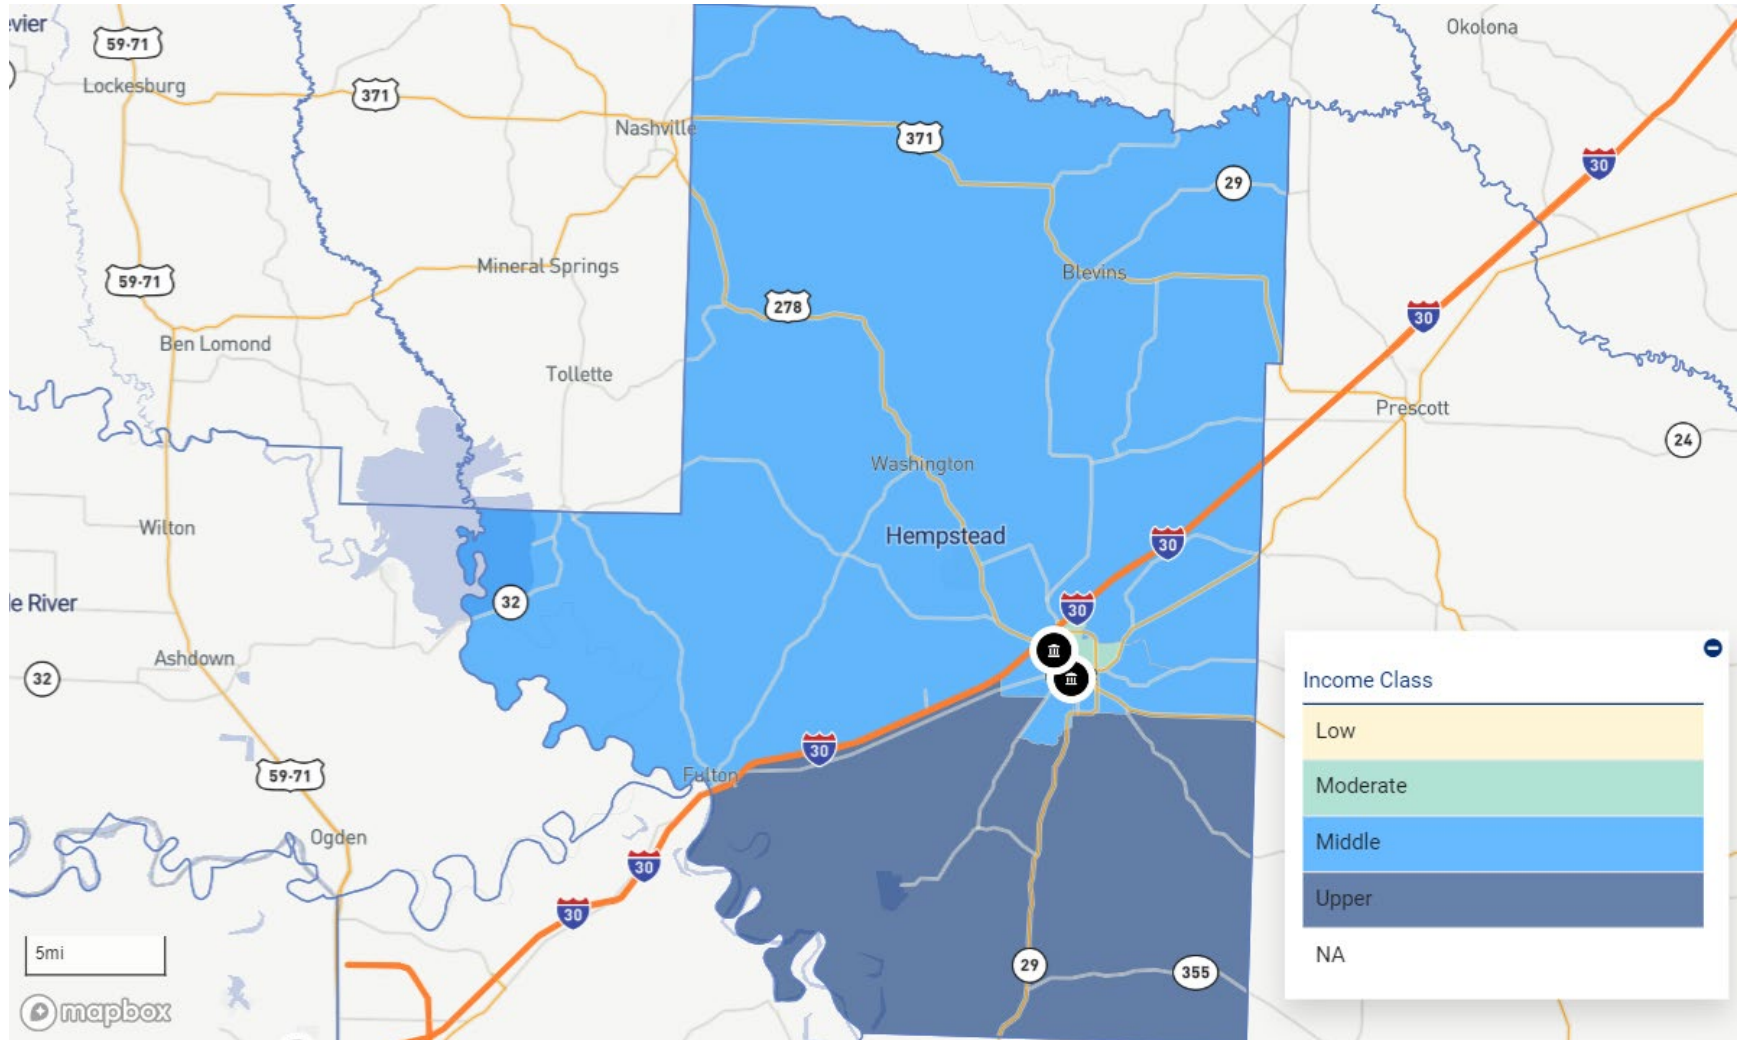 vier
59-71
Okolona
Lockesburg
371
Nashville
371
30
29
Mineral Springs
59-71
Blevins
278
30
Ben Lomond
Tollette
Prescott
24
Washington
Wilton
Hempstead
30
e River
32
30
Ashdown
32
Income Class
Low
Moderate
Middle
Upper
NA
30
Fulton
59-71
Ogden
30
30
5mi
29
355
mapbox